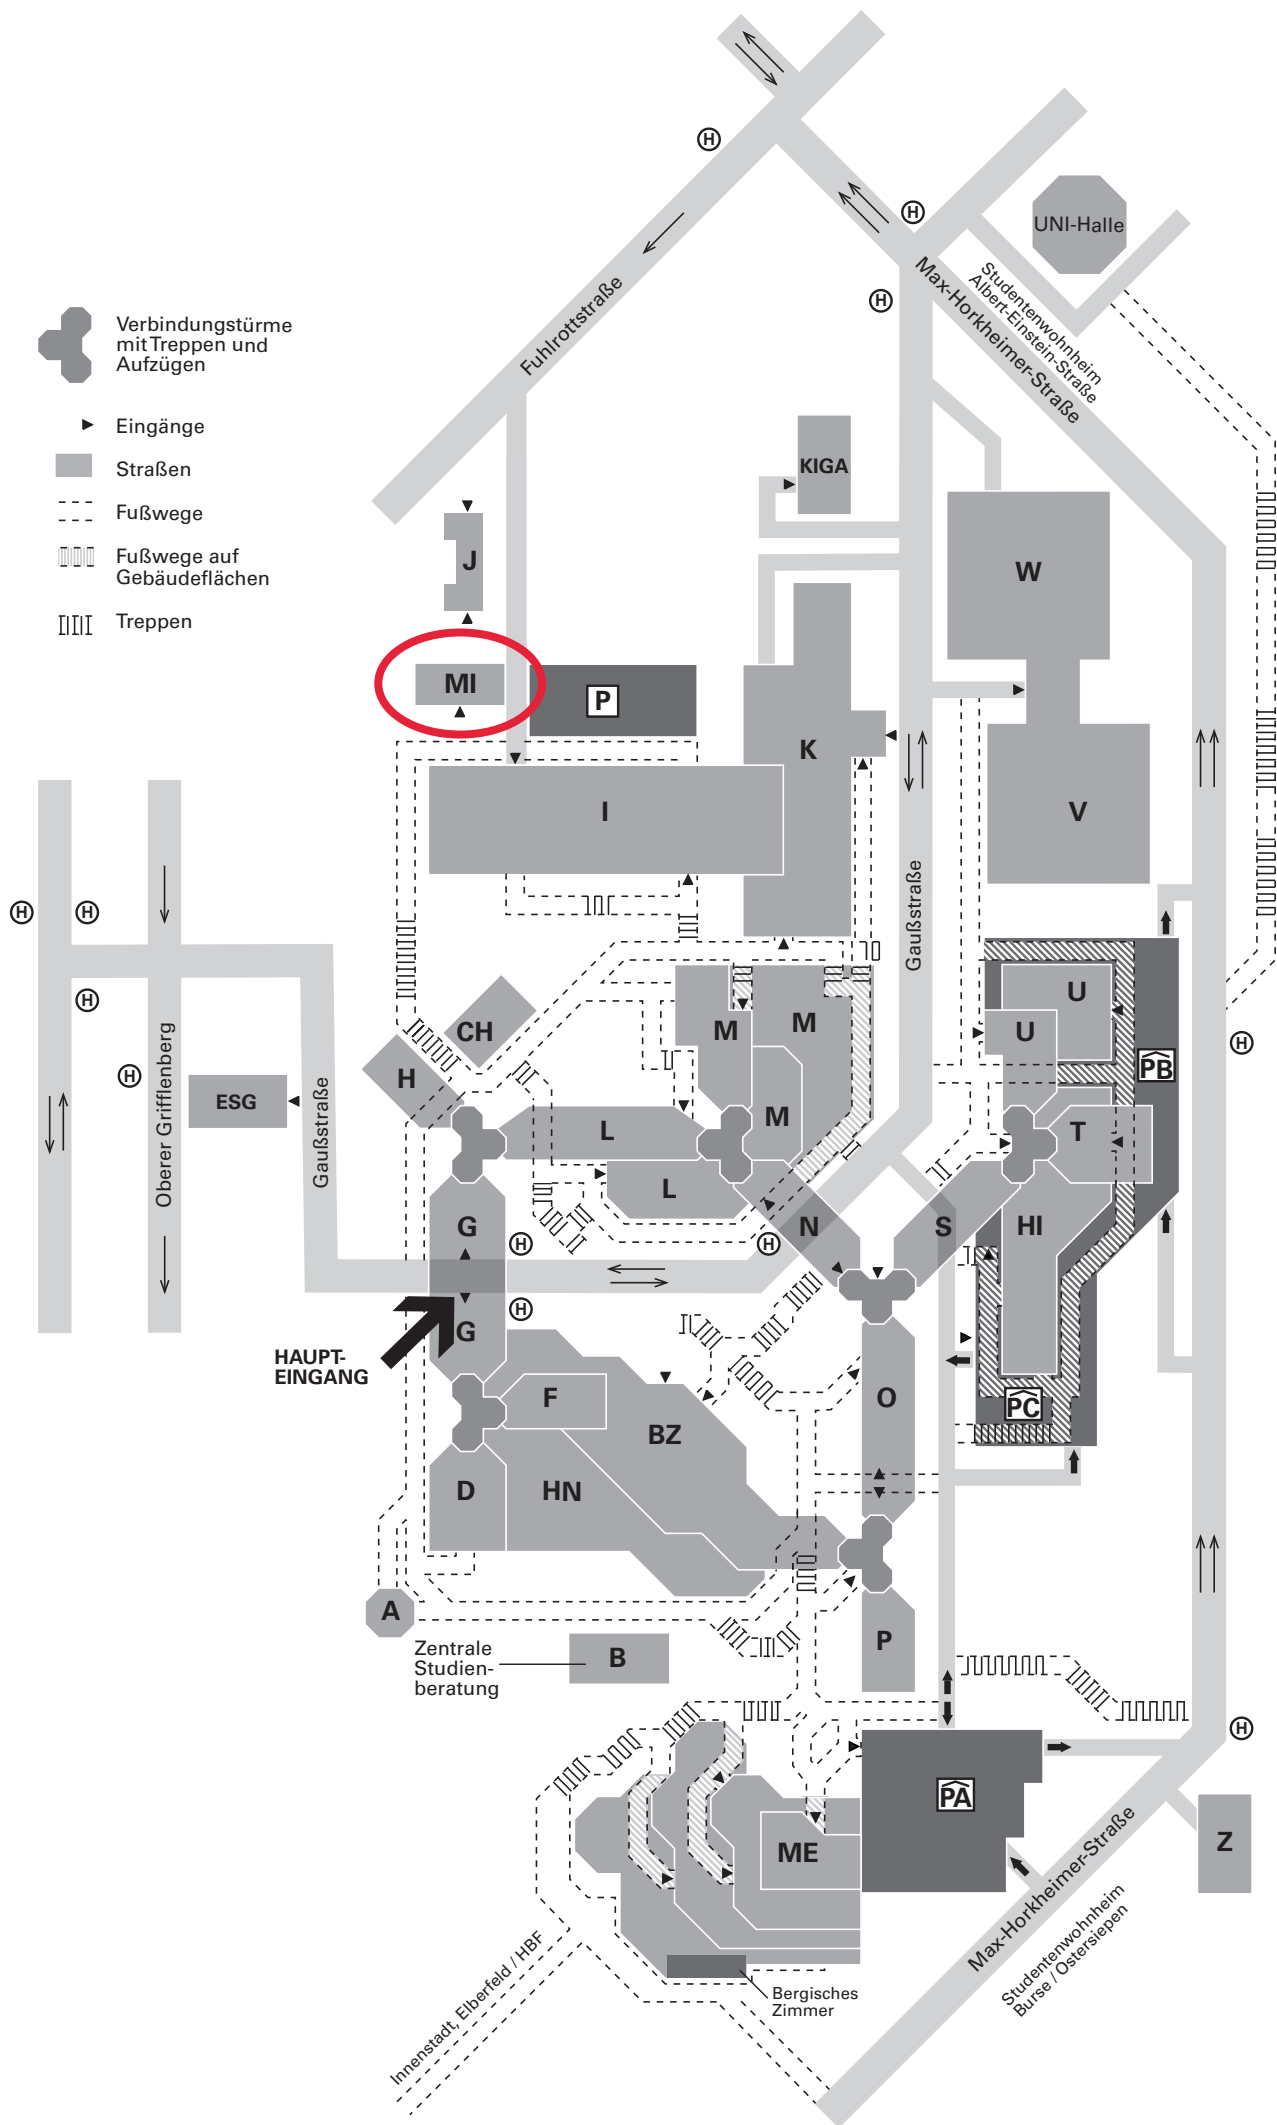 H
H
UNI-Halle
H
Max-Horkheimer-Straße
Studentenwohnheim
Albert-Einstein-Straße
Fuhlrottstraße
Verbindungstürme
mit Treppen und
Aufzügen
Eingänge
Straßen
Fußwege
Fußwege auf
Gebäudeflächen
Treppen
KIGA
J
W
MI
P
K
I
V
Gaußstraße
H
H
H
H
Oberer Grifflenberg
Gaußstraße
ESG
CH
H
M
M
M
U
U
PB
H
L
L
T
G
N
S
HI
H
H
H
G
HAUPT-
EINGANG
F
BZ
O
PC
D
HN
A
Zentrale
Studien-
beratung
B
P
H
PA
ME
Z
Max-Horkheimer-Straße
Studentenwohnheim
Burse / Ostersiepen
Bergisches
Zimmer
Innenstadt, Elberfeld / HBF